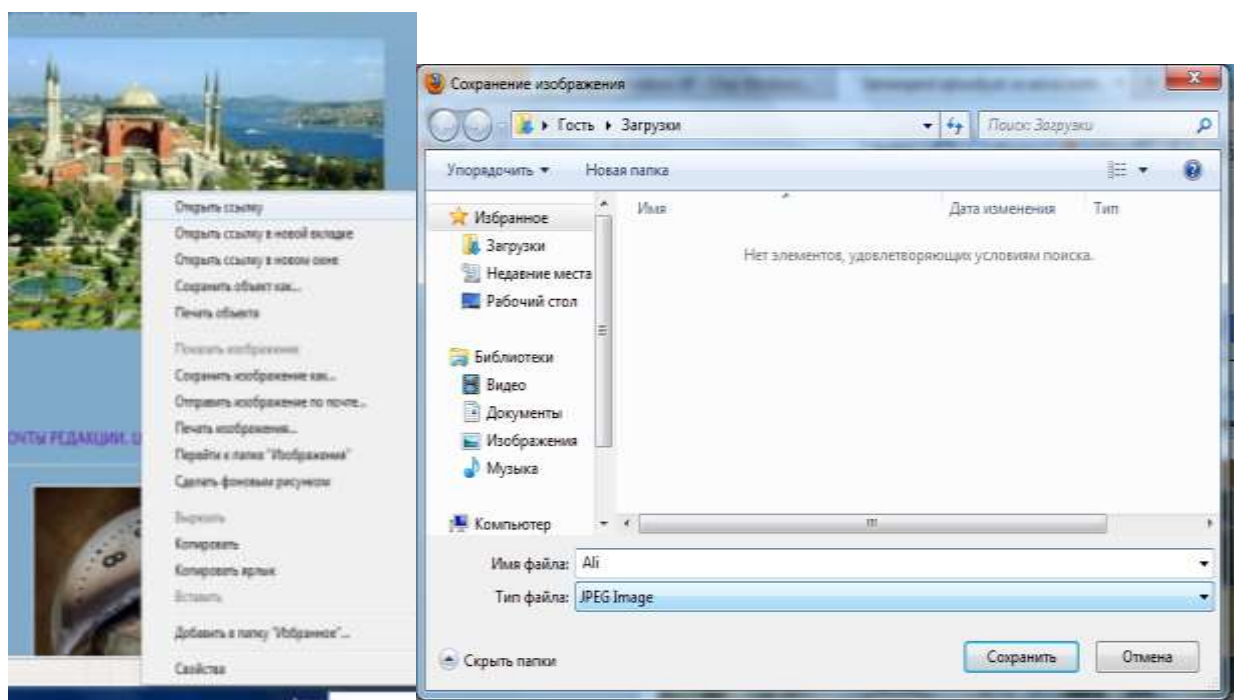 Открыть ссылку
Открыть ссылку в новой вкладке
Открыть ссылку в новом окне
Сохранить объект как...
Печать объекта
Показать изображение
Сохранить изображение как...
Отправить изображение по почте...
Печать изображения...
Перейти к папке "Изображения"
Сделать фоновым рисунком
Вырезать
Копировать
Копировать ярлык
Вставить
Добавить в папку "Избранное"...
Свойства
ЧТЫ РЕДАКЦИИ.
Сохранение изображения
Гость Загрузки
Поиск: Загрузки
Упорядочить Новая папка
Избранное
Загрузки
Недавние места
Рабочий стол
Библиотеки
Видео
Документы
Изображения
Музыка
Компьютер
Имя Дата изменения Тип
Нет элементов, удовлетворяющих условиям поиска.
Имя файла: Ali
Тип файла: JPEG Image
Скрыть папки Сохранить Отмена